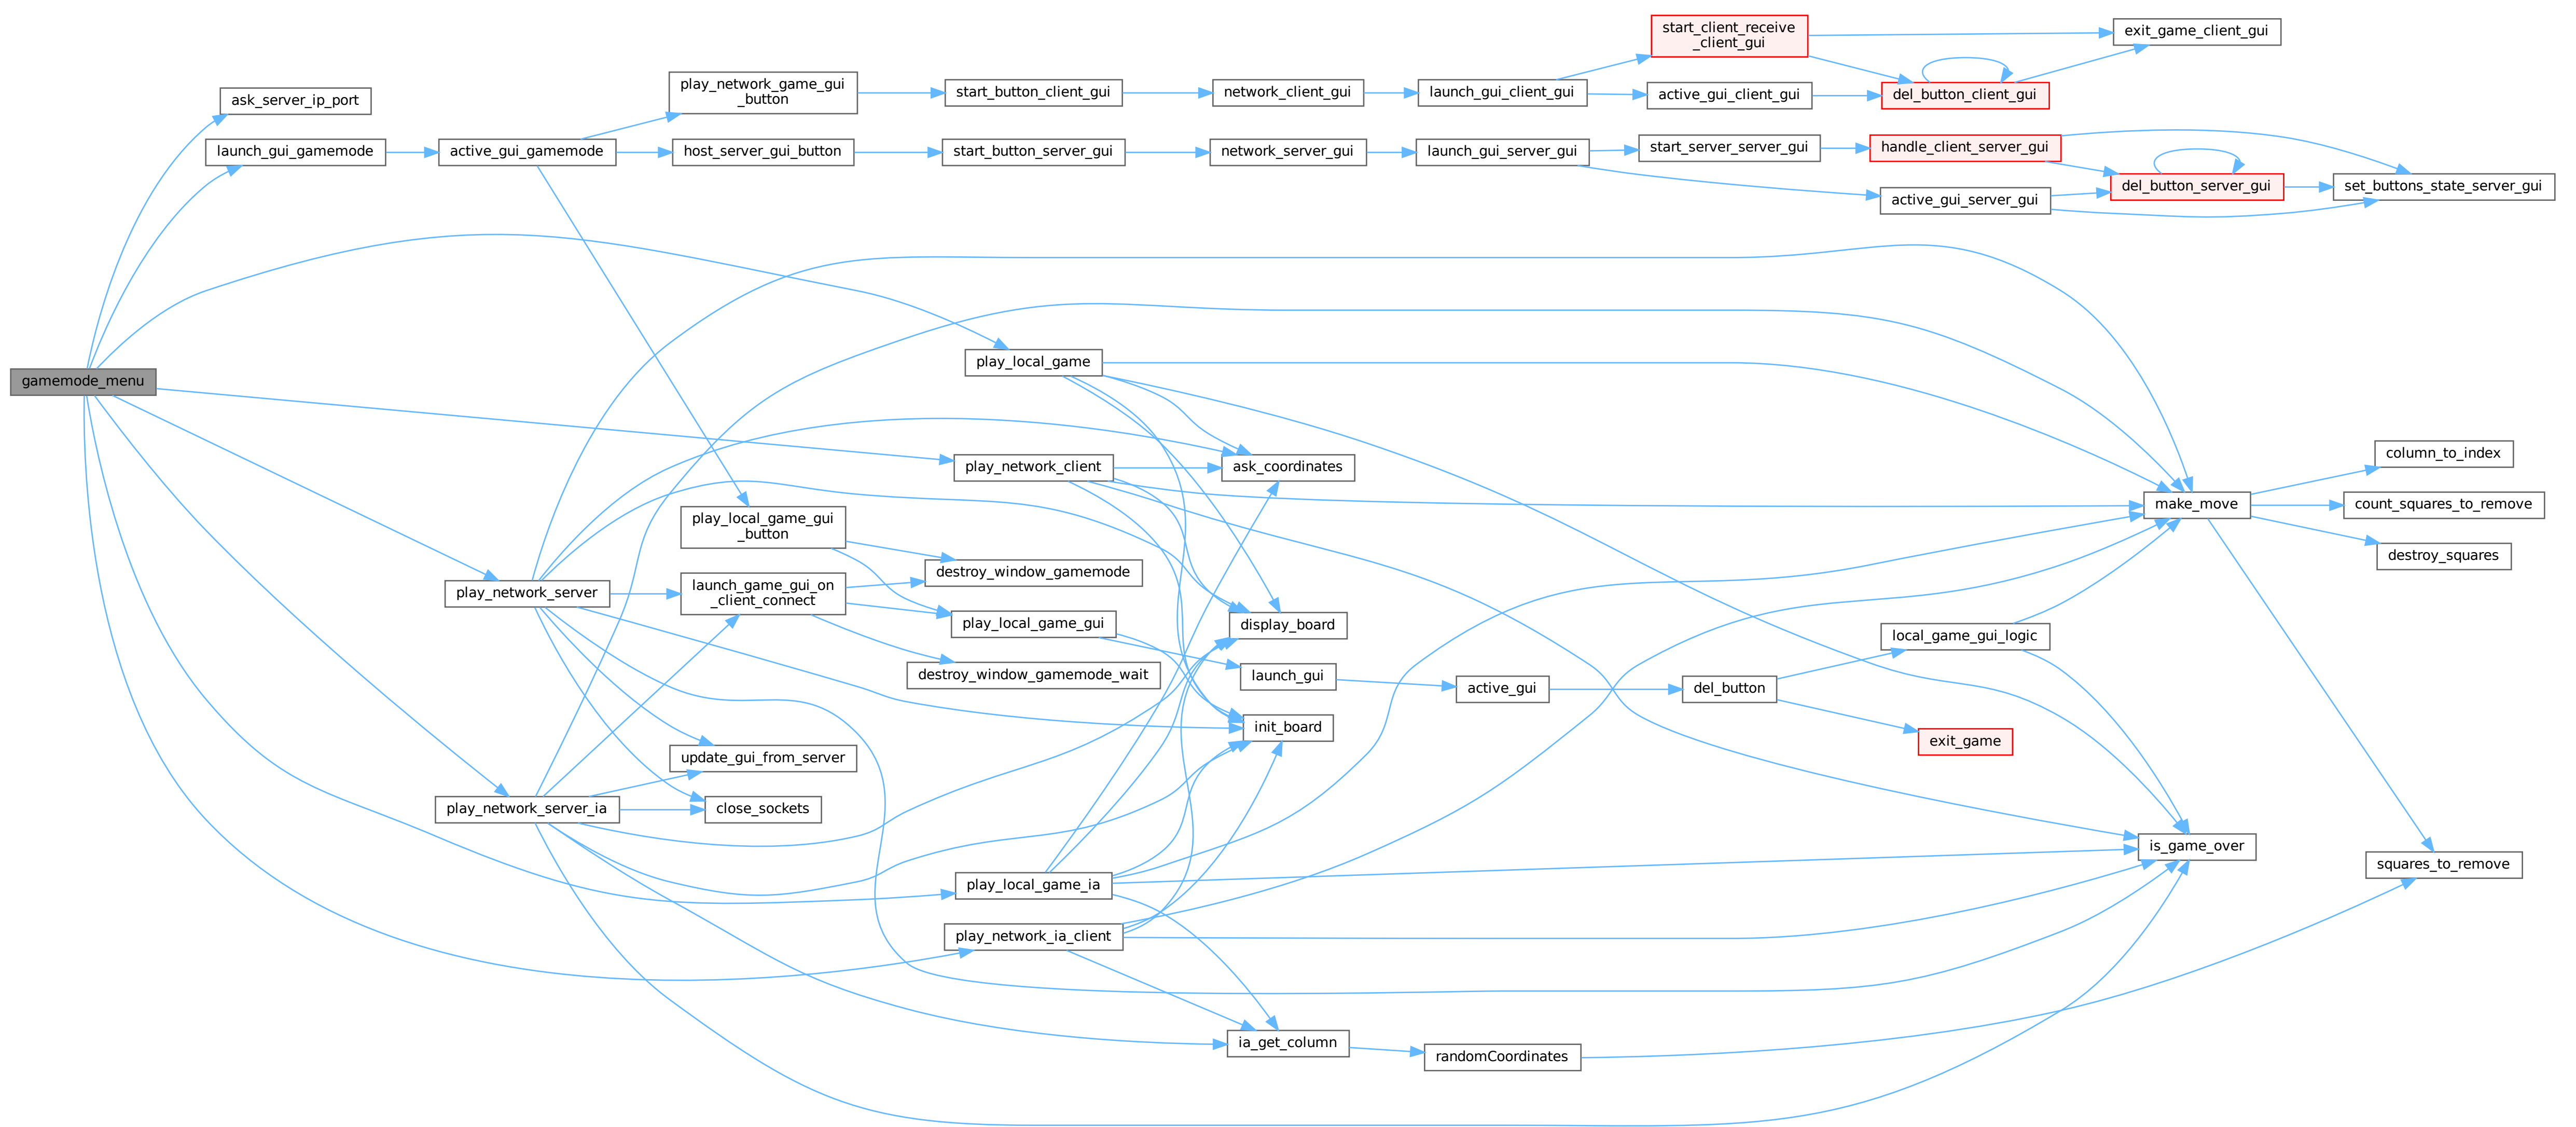 gamemode_menu
ask_server_ip_port
launch_gui_gamemode
active_gui_gamemode
play_network_game_gui
_button
start_button_client_gui
network_client_gui
launch_gui_client_gui
start_client_receive
_client_gui
active_gui_client_gui
del_button_client_gui
exit_game_client_gui
host_server_gui_button
start_button_server_gui
network_server_gui
launch_gui_server_gui
start_server_server_gui
handle_client_server_gui
active_gui_server_gui
del_button_server_gui
set_buttons_state_server_gui
play_local_game
play_network_client
ask_coordinates
play_local_game_gui
_button
destroy_window_gamemode
play_network_server
launch_game_gui_on
_client_connect
play_local_game_gui
destroy_window_gamemode_wait
display_board
launch_gui
active_gui
del_button
local_game_gui_logic
exit_game
init_board
make_move
column_to_index
count_squares_to_remove
destroy_squares
update_gui_from_server
play_network_server_ia
close_sockets
is_game_over
squares_to_remove
play_local_game_ia
play_network_ia_client
ia_get_column
randomCoordinates